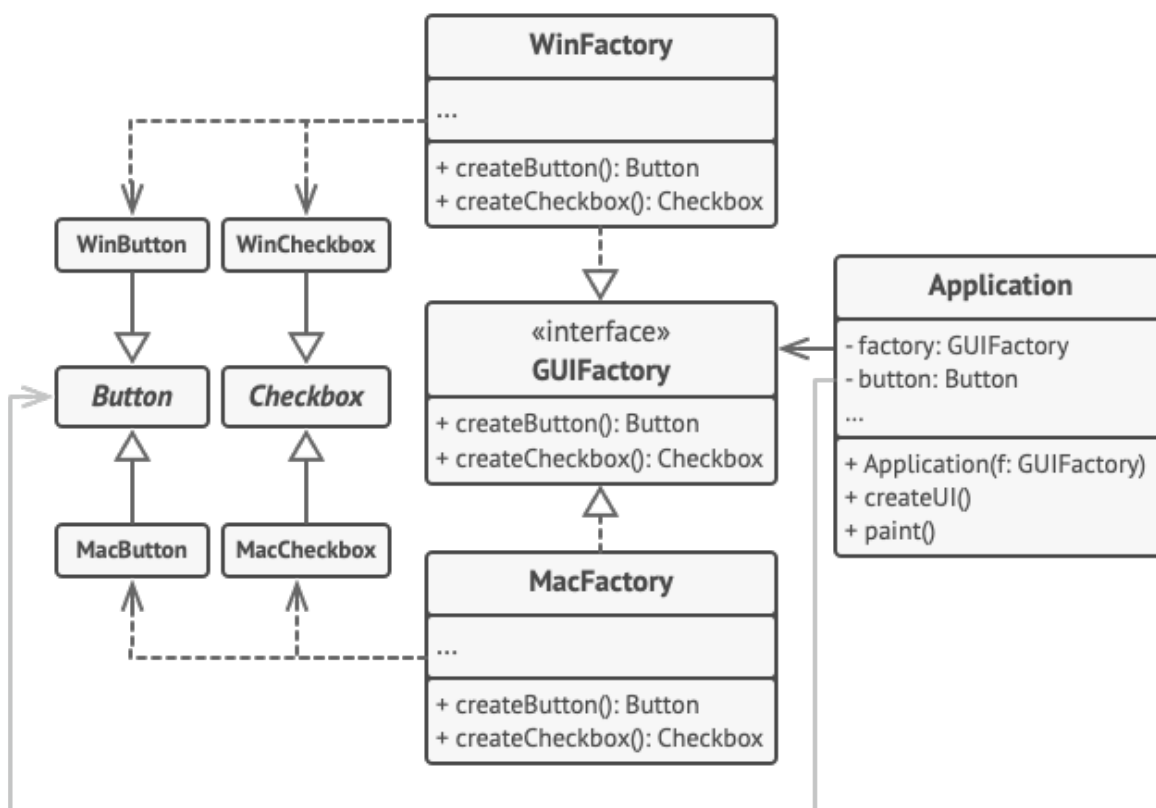 WinFactory
...
+ createButton(): Button
+ createCheckbox(): Checkbox
WinButton
WinCheckbox
Button
Checkbox
MacButton
MacCheckbox
«interface»
GUIFactory
+ createButton(): Button
+ createCheckbox(): Checkbox
Application
- factory: GUIFactory
- button: Button
...
+ Application(f: GUIFactory)
+ createUI()
+ paint()
MacFactory
...
+ createButton(): Button
+ createCheckbox(): Checkbox